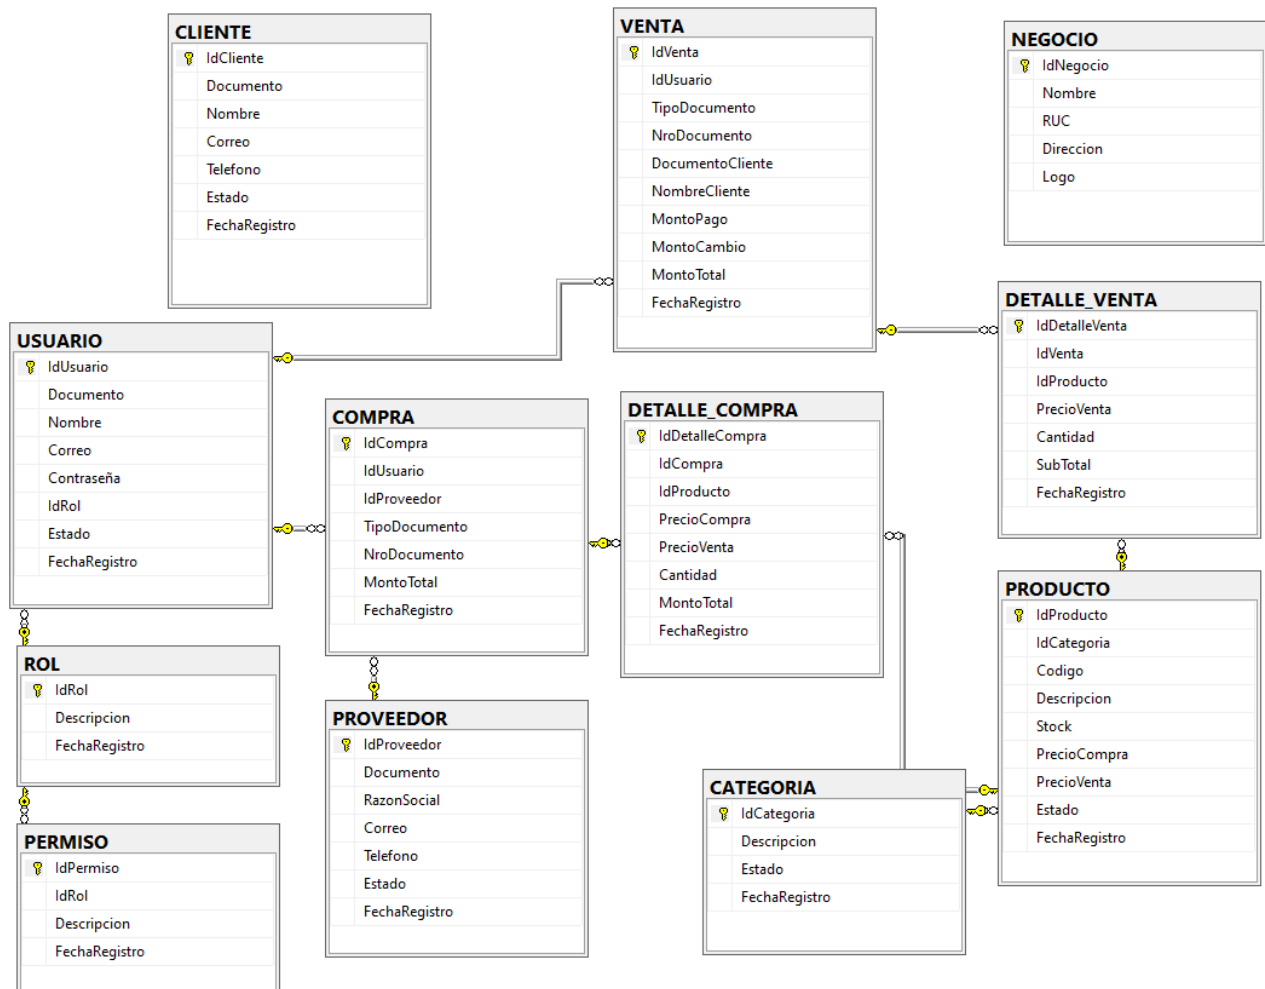 CLIENTE
IdCliente
Documento
Nombre
Correo
Telefono
Estado
FechaRegistro
VENTA
IdVenta
IdUsuario
TipoDocumento
NroDocumento
DocumentoCliente
NombreCliente
MontoPago
MontoCambio
MontoTotal
FechaRegistro
NEGOCIO
IdNegocio
Nombre
RUC
Direccion
Logo
USUARIO
IdUsuario
Documento
Nombre
Correo
Contraseña
IdRol
Estado
FechaRegistro
COMPRA
IdCompra
IdUsuario
IdProveedor
TipoDocumento
NroDocumento
MontoTotal
FechaRegistro
DETALLE_COMPRA
IdDetalleCompra
IdCompra
IdProducto
PrecioCompra
PrecioVenta
Cantidad
MontoTotal
FechaRegistro
DETALLE_VENTA
IdDetalleVenta
IdVenta
IdProducto
PrecioVenta
Cantidad
SubTotal
FechaRegistro
ROL
IdRol
Descripcion
FechaRegistro
PROVEEDOR
IdProveedor
Documento
RazonSocial
Correo
Telefono
Estado
FechaRegistro
CATEGORIA
IdCategoria
Descripcion
Estado
FechaRegistro
PRODUCTO
IdProducto
IdCategoria
Codigo
Descripcion
Stock
PrecioCompra
PrecioVenta
Estado
FechaRegistro
PERMISO
IdPermiso
IdRol
Descripcion
FechaRegistro